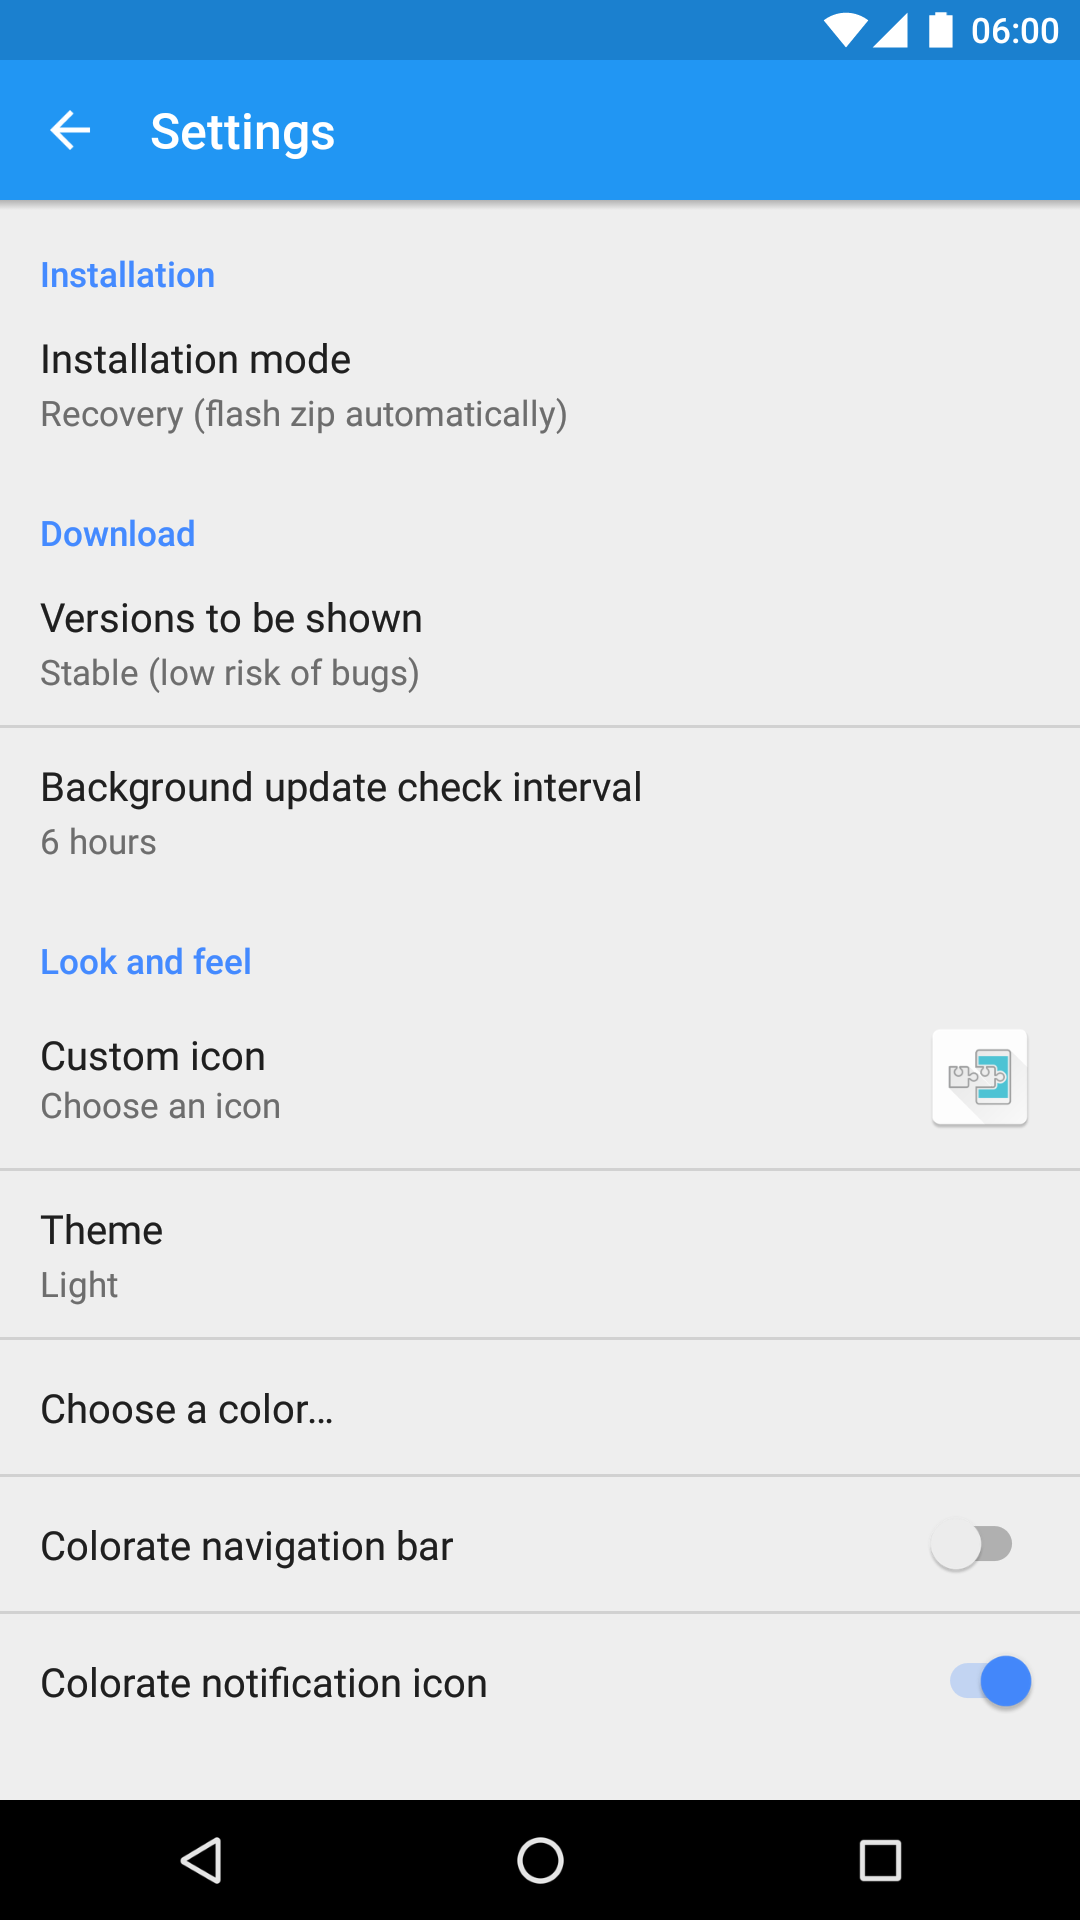 06:00
Settings
Installation
Installation mode
Recovery (flash zip automatically)
Download
Versions to be shown
Stable (low risk of bugs)
Background update check interval
6 hours
Look and feel
Custom icon
Choose an icon
Theme
Light
Choose a color…
Colorate navigation bar
Colorate notification icon